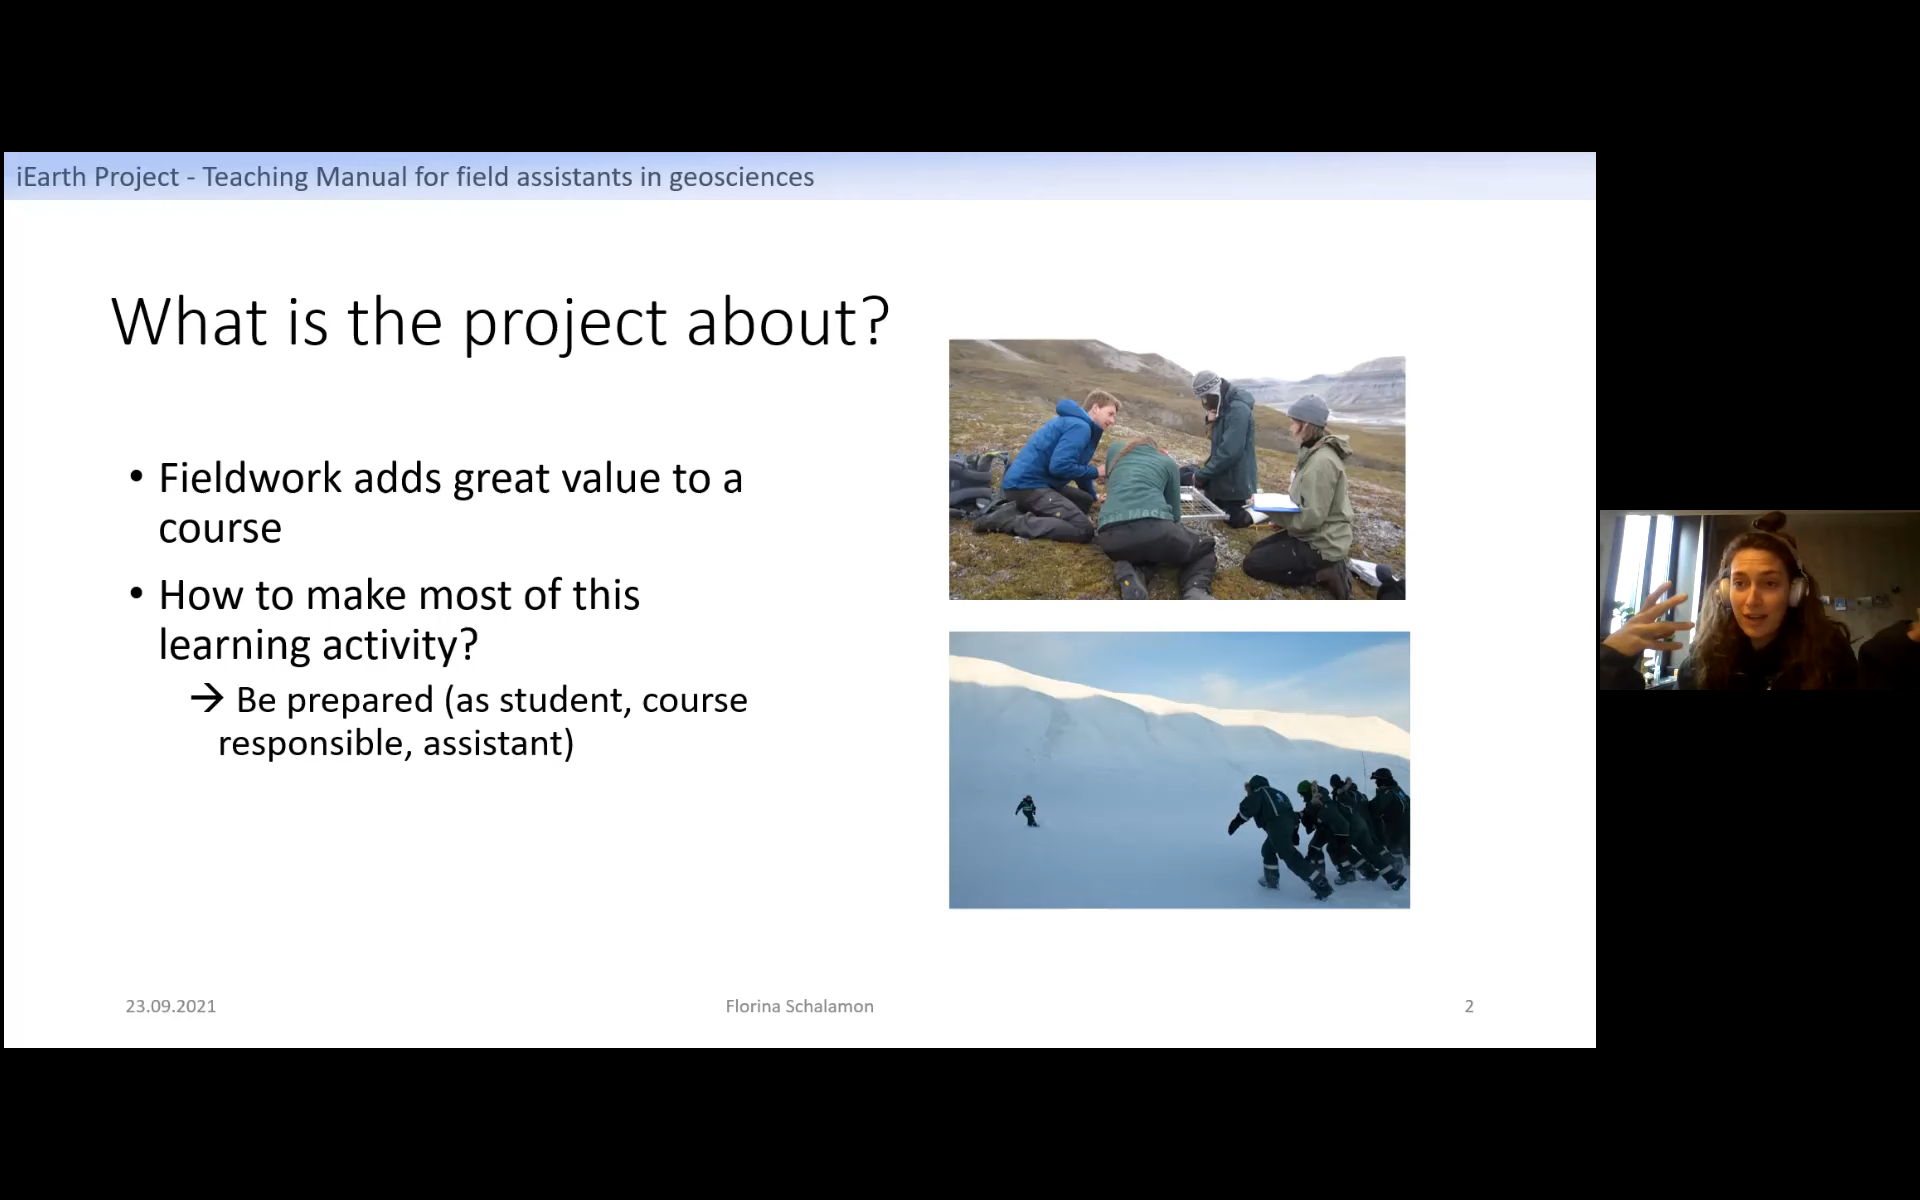 iEarth Project - Teaching Manual for field assistants in geosciences
What is the project about?
• Fieldwork adds great value to a
course
• How to make most of this
learning activity?
→ Be prepared (as student, course
responsible, assistant)
23.09.2021
Florina Schalamon
2